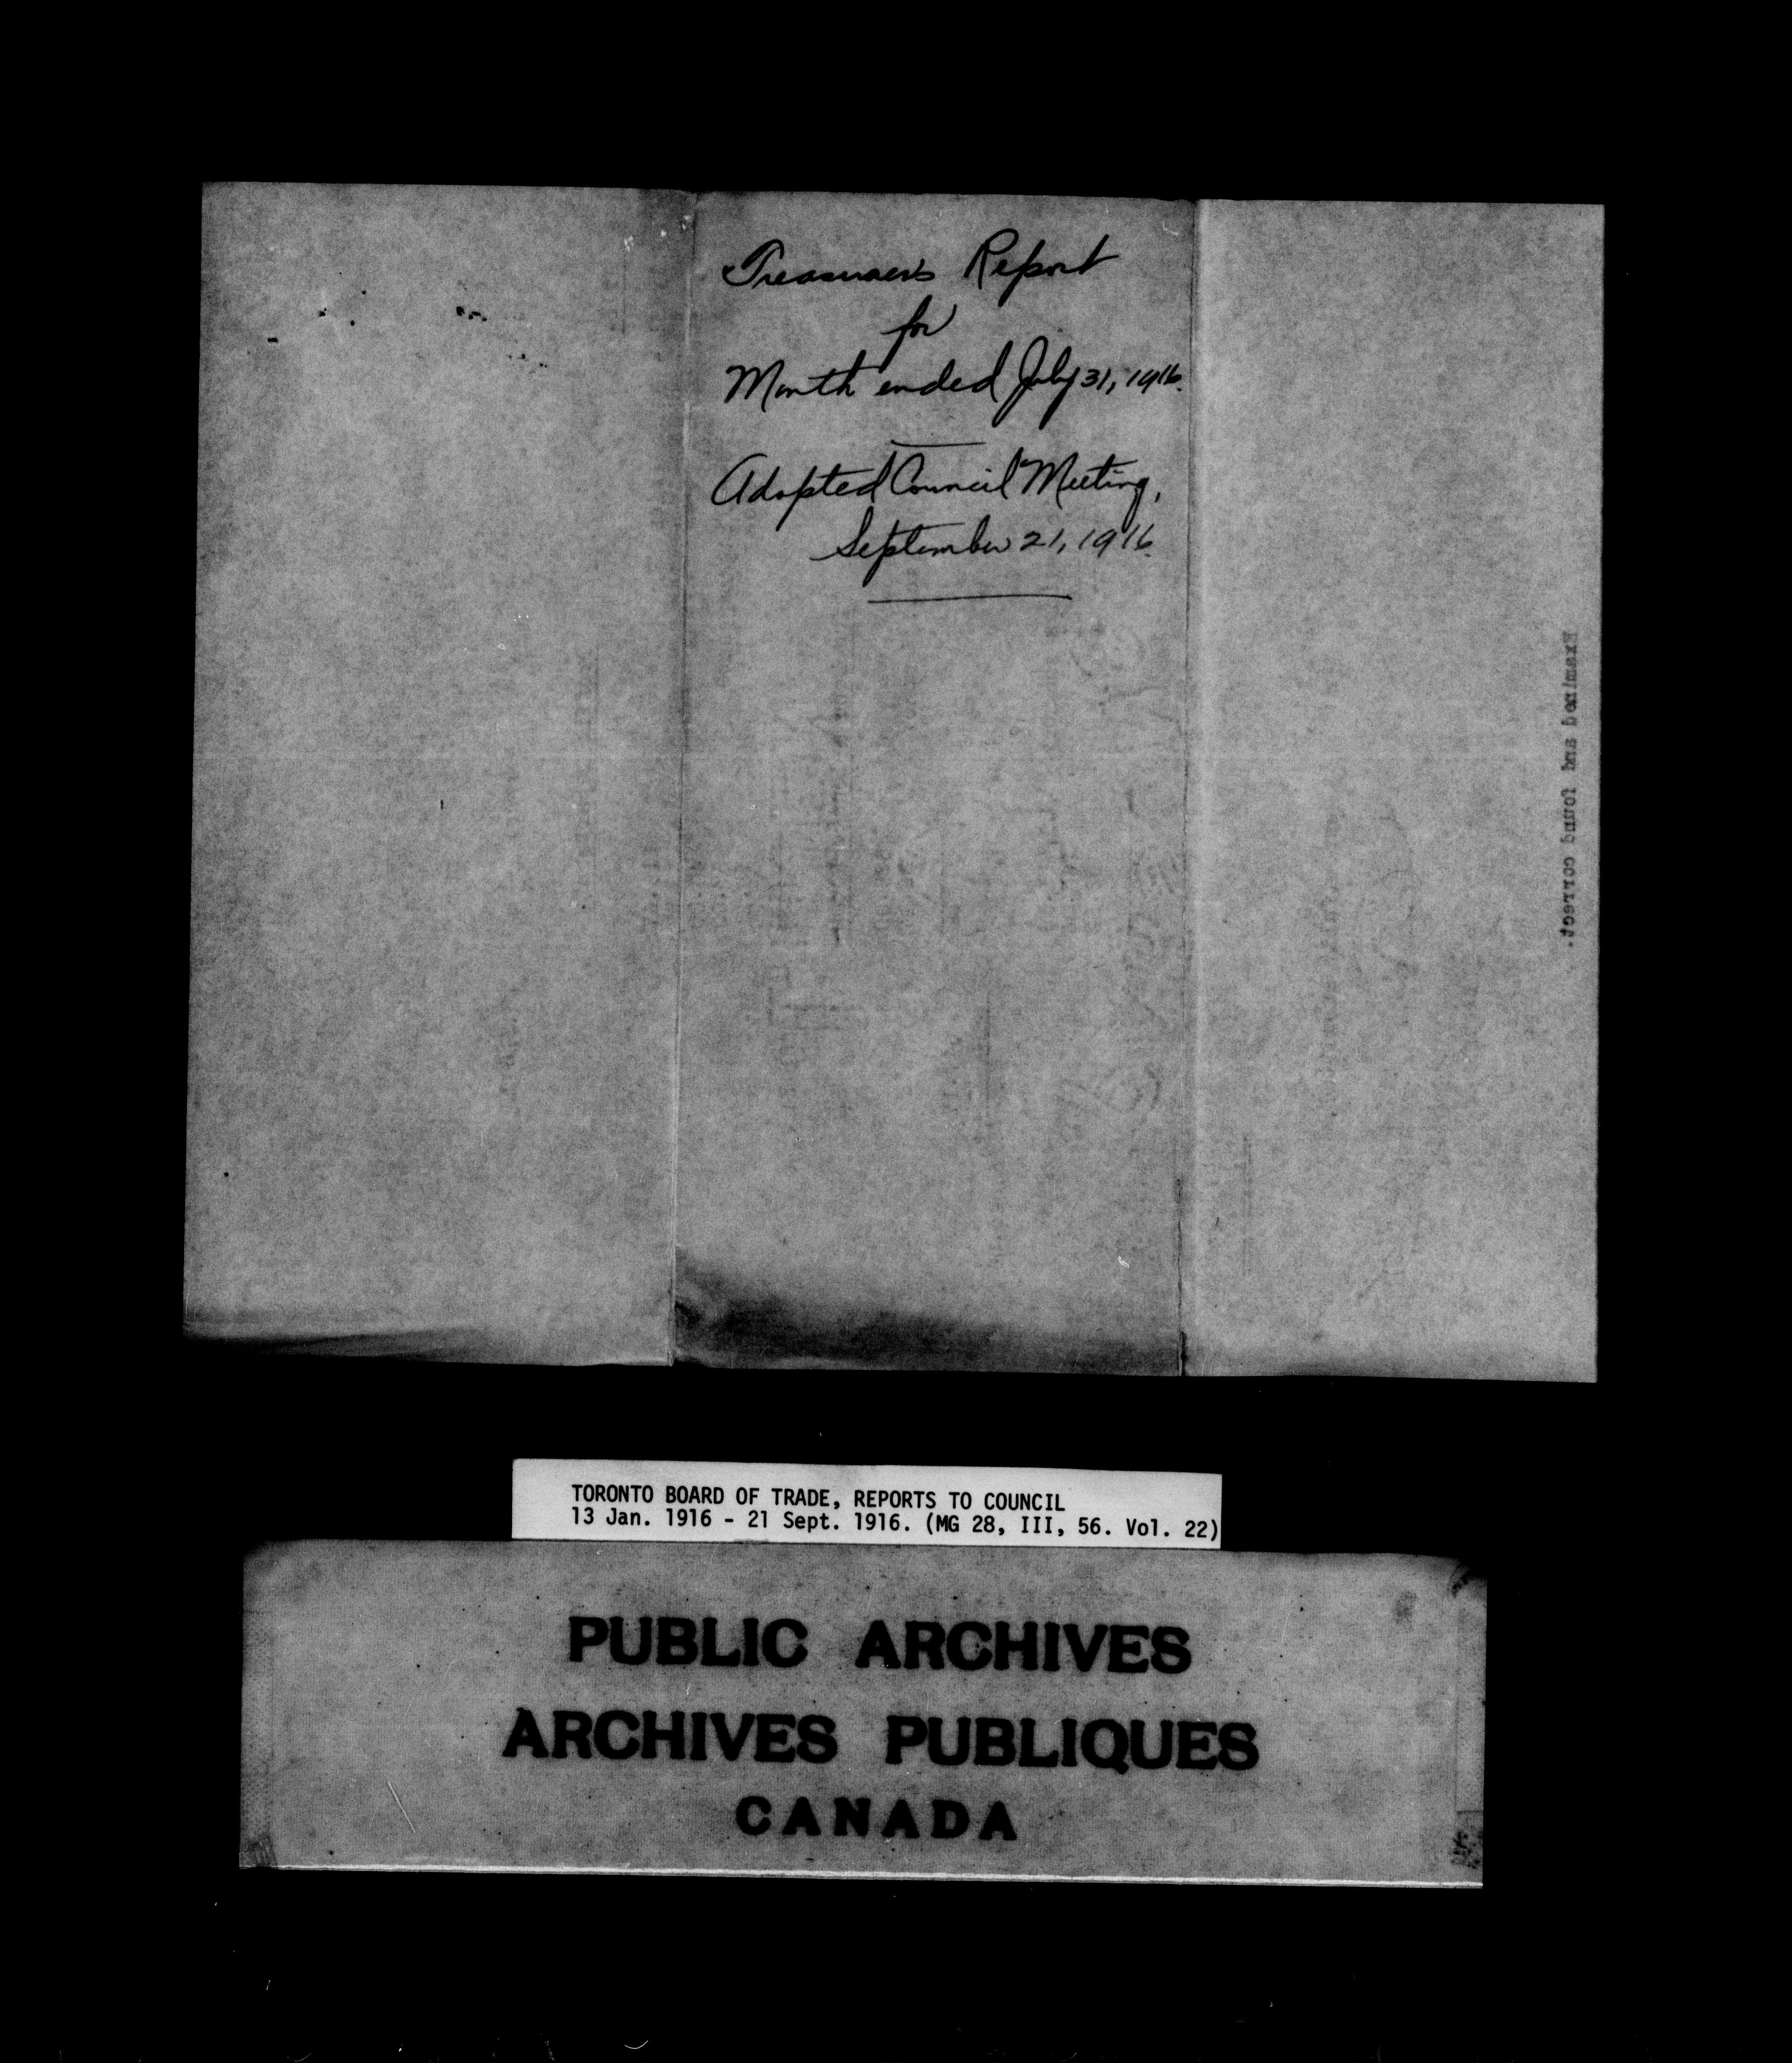 Treasurer's Report
for
Month ended July 31, 1916.
Adopted Council Meeting,
September 21, 1916.
Examined and found correct.
TORONTO BOARD OF TRADE, REPORTS TO COUNCIL
13 Jan. 1916 - 21 Sept. 1916. (MG 28, III, 56. Vol. 22)
PUBLIC ARCHIVES
ARCHIVES PUBLIQUES
CANADA